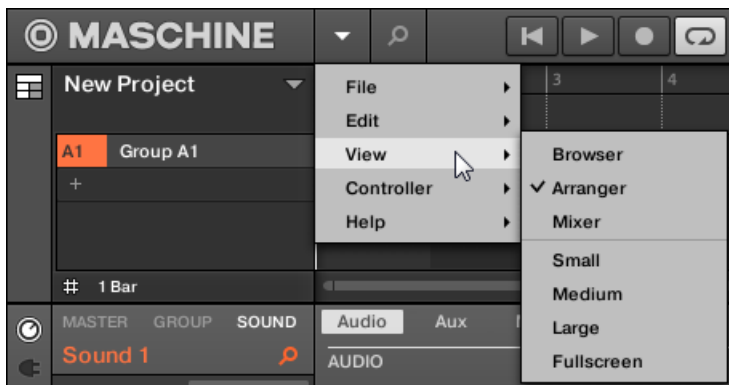 MASCHINE
New Project
3
4
A1 Group A1
+
File
Edit
View
Controller
Help
Browser
Arranger
Mixer
Small
Medium
Large
Fullscreen
# 1 Bar
MASTER GROUP SOUND
Audio Aux
Sound 1
AUDIO